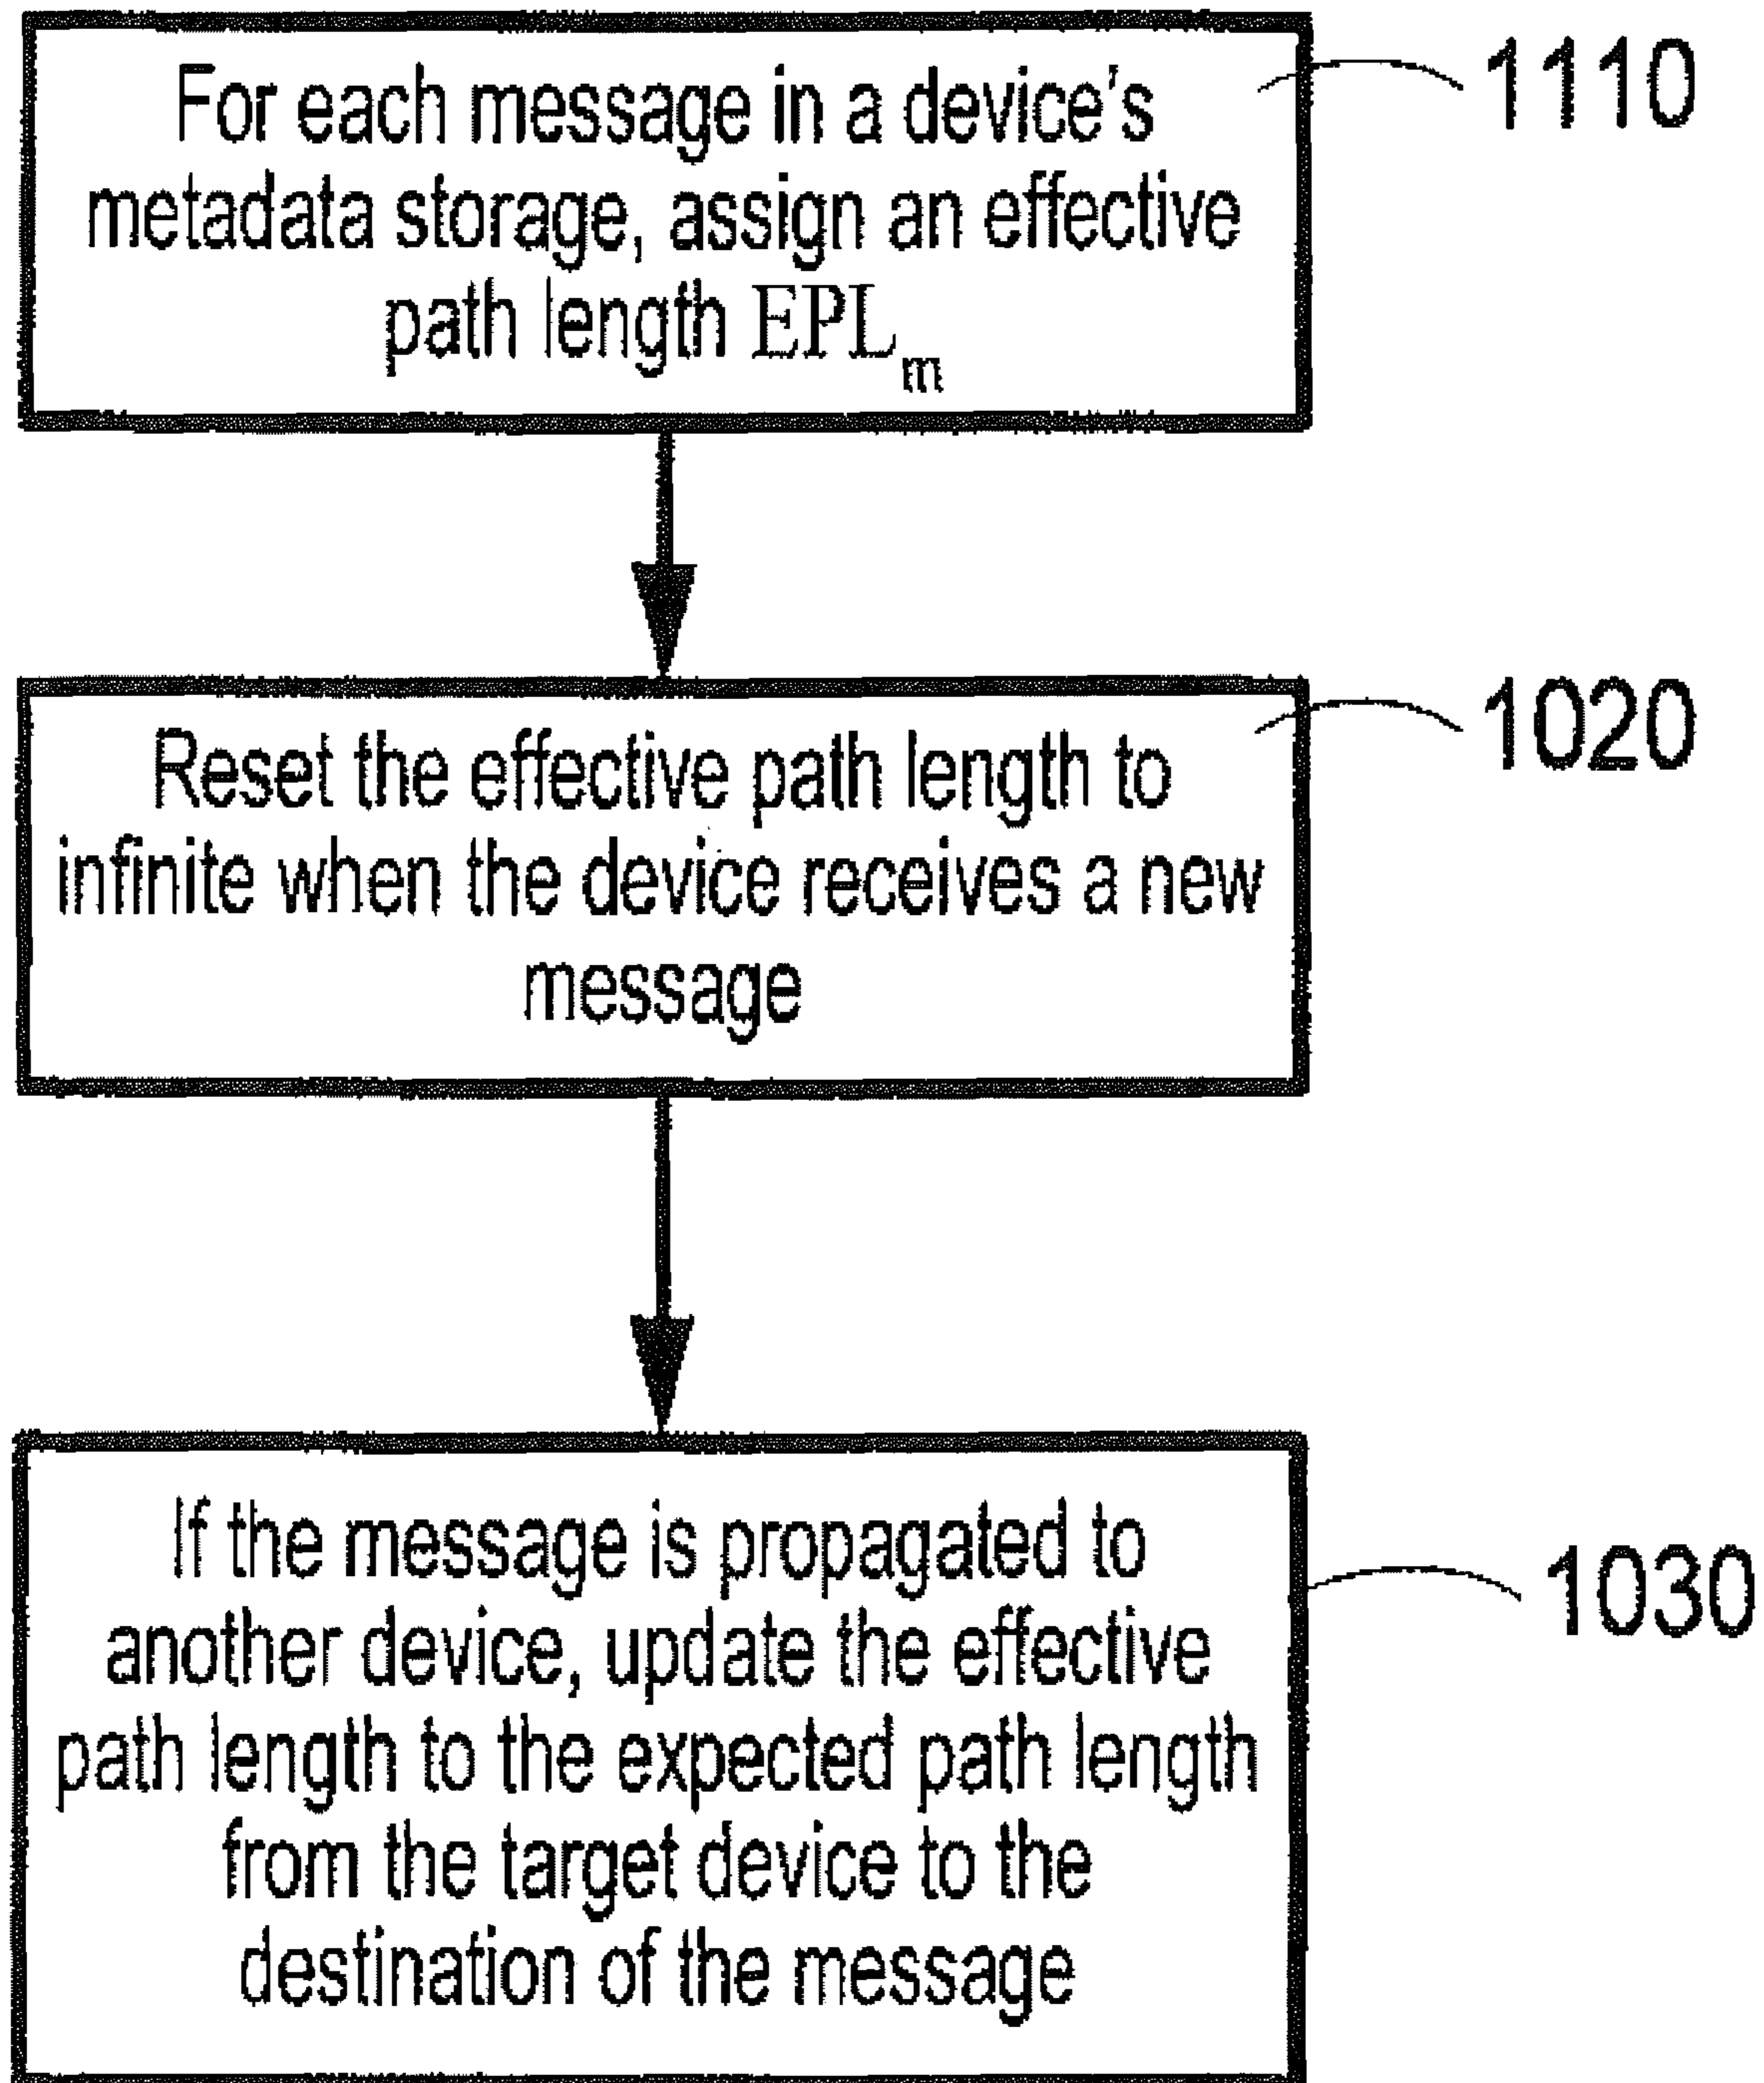 For each message in a device's
metadata storage, assign an effective
path length EPLm
1110
Reset the effective path length to
infinite when the device receives a new
message
1020
If the message is propagated to
another device, update the effective
path length to the expected path length
from the target device to the
destination of the message
1030